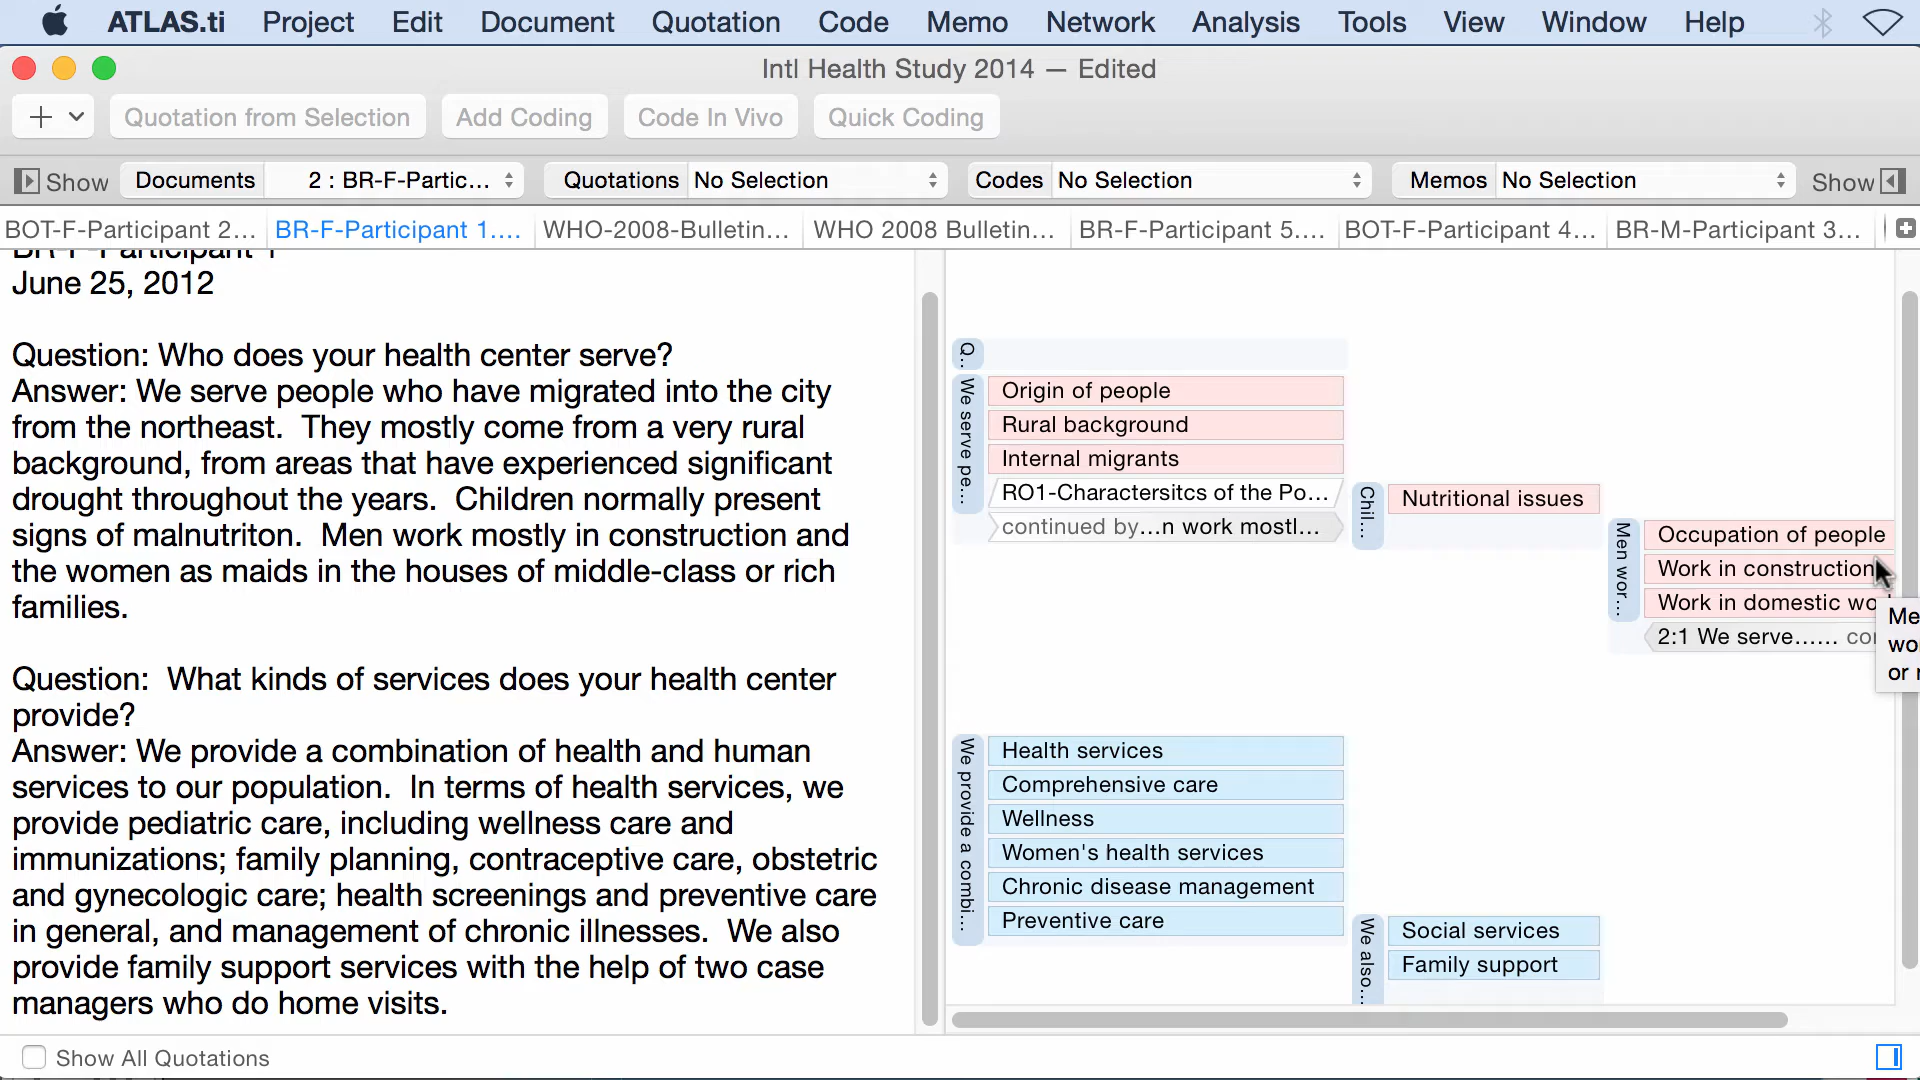 ATLAS.ti Project Edit Document Quotation Code Memo Network Analysis Tools View Window Help
Intl Health Study 2014 — Edited
Quotation from Selection Add Coding Code In Vivo Quick Coding
Show Documents 2 : BR-F-Partic... Quotations No Selection Codes No Selection Memos No Selection Show
BOT-F-Participant 2... BR-F-Participant 1.... WHO-2008-Bulletin... WHO 2008 Bulletin... BR-F-Participant 5.... BOT-F-Participant 4... BR-M-Participant 3...
BR-F-Participant 1
June 25, 2012
Question: Who does your health center serve?
Answer: We serve people who have migrated into the city
from the northeast.  They mostly come from a very rural
background, from areas that have experienced significant
drought throughout the years.  Children normally present
signs of malnutriton.  Men work mostly in construction and
the women as maids in the houses of middle-class or rich
families.
Question:  What kinds of services does your health center
provide?
Answer: We provide a combination of health and human
services to our population.  In terms of health services, we
provide pediatric care, including wellness care and
immunizations; family planning, contraceptive care, obstetric
and gynecologic care; health screenings and preventive care
in general, and management of chronic illnesses.  We also
provide family support services with the help of two case
managers who do home visits.
Q..
We serve pe...
Origin of people
Rural background
Internal migrants
RO1-Charactersitcs of the Po...
continued by...n work mostl...
Chil...
Nutritional issues
Men wor...
Occupation of people
Work in construction
Work in domestic wo
2:1 We serve...... co
Me
wo
or
We provide a combi...
Health services
Comprehensive care
Wellness
Women's health services
Chronic disease management
Preventive care
We also...
Social services
Family support
Show All Quotations